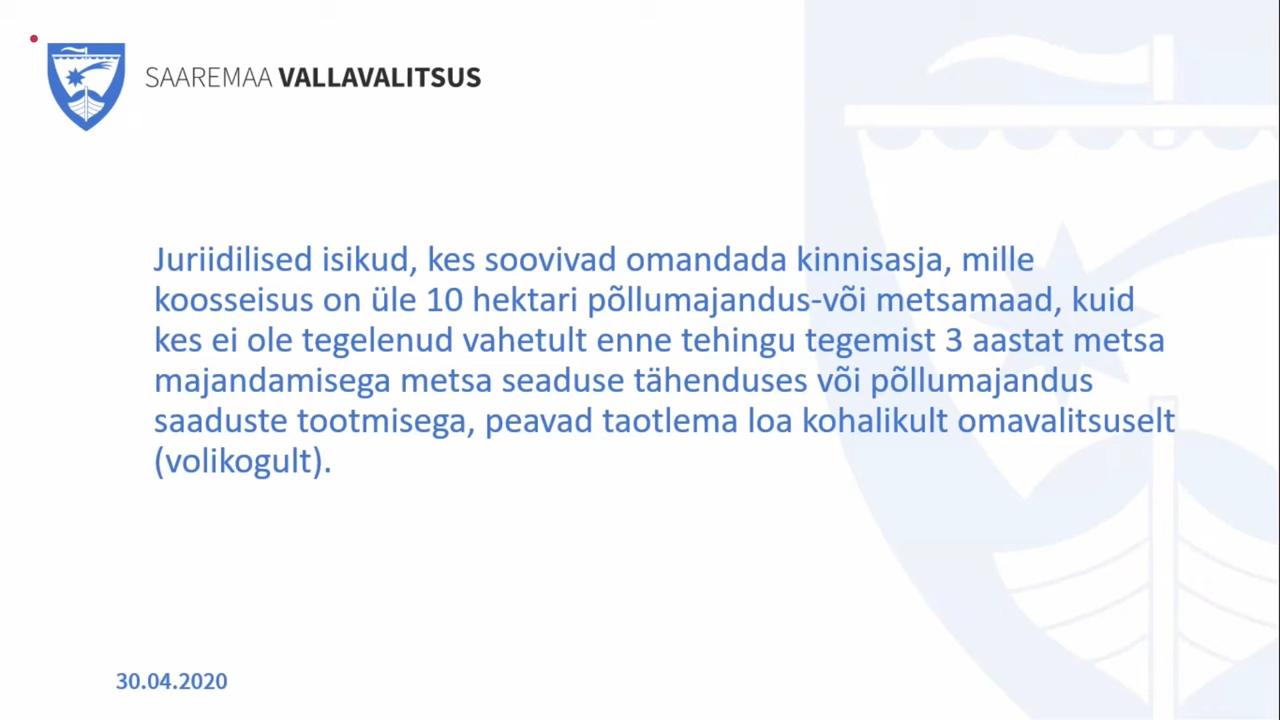 SAAREMAA VALLAVALITSUS
Juriidilised isikud, kes soovivad omandada kinnisasja, mille
koosseisus on üle 10 hektari põllumajandus-või metsamaad, kuid
kes ei ole tegelenud vahetult enne tehingu tegemist 3 aastat metsa
majandamisega metsa seaduse tähenduses või põllumajandus
saaduste tootmisega, peavad taotlema loa kohalikult omavalitsuselt
(volikogult).
30.04.2020